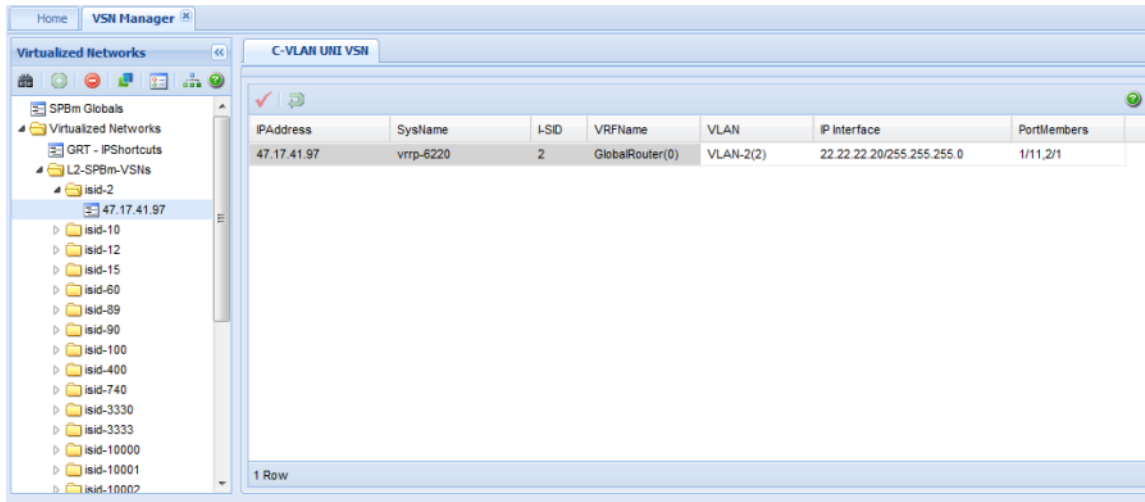 Home
VSN Manager
Virtualized Networks
C-VLAN UNI VSN
SPBm Globals
Virtualized Networks
GRT - IPShortcuts
L2-SPBm-VSNs
isid-2
47.17.41.97
isid-10
isid-12
isid-15
isid-60
isid-89
isid-90
isid-100
isid-400
isid-740
isid-3330
isid-3333
isid-10000
isid-10001
isid-10002
IPAddress SysName I-SID VRFName VLAN IP Interface PortMembers
47.17.41.97 vrrp-6220 2 GlobalRouter(0) VLAN-2(2) 22.22.22.20/255.255.255.0 1/11,2/1
1 Row